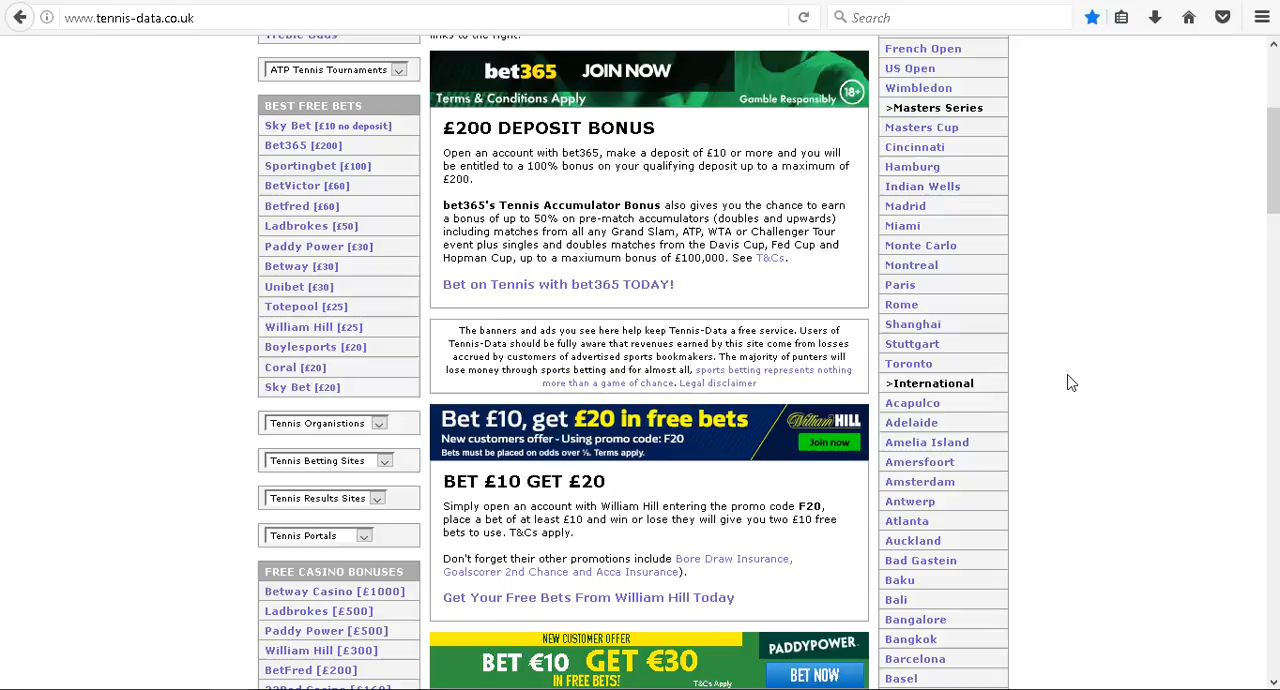 www.tennis-data.co.uk
Search
links to the right.
ATP Tennis Tournaments
BEST FREE BETS
Sky Bet [£10 no deposit]
Bet365 [£200]
Sportingbet [£100]
BetVictor [£60]
Betfred [£60]
Ladbrokes [£50]
Paddy Power [£30]
Betway [£30]
Unibet [£30]
Totepool [£25]
William Hill [£25]
Boylesports [£20]
Coral [£20]
Sky Bet [£20]
Tennis Organistions
Tennis Betting Sites
Tennis Results Sites
Tennis Portals
FREE CASINO BONUSES
Betway Casino [£1000]
Ladbrokes [£500]
Paddy Power [£500]
William Hill [£300]
BetFred [£200]
bet365 JOIN NOW
Terms & Conditions Apply
Gamble Responsibly 18+
£200 DEPOSIT BONUS
Open an account with bet365, make a deposit of £10 or more and you will
be entitled to a 100% bonus on your qualifying deposit up to a maximum of
£200.
bet365's Tennis Accumulator Bonus also gives you the chance to earn
a bonus of up to 50% on pre-match accumulators (doubles and upwards)
including matches from all any Grand Slam, ATP, WTA or Challenger Tour
event plus singles and doubles matches from the Davis Cup, Fed Cup and
Hopman Cup, up to a maxiumum bonus of £100,000. See T&Cs.
Bet on Tennis with bet365 TODAY!
The banners and ads you see here help keep Tennis-Data a free service. Users of
Tennis-Data should be fully aware that revenues earned by this site come from losses
accrued by customers of advertised sports bookmakers. The majority of punters will
lose money through sports betting and for almost all, sports betting represents nothing
more than a game of chance. Legal disclaimer
Bet £10, get £20 in free bets
New customers offer - Using promo code: F20
Bets must be placed on odds over ½. Terms apply.
William HILL
Join now
BET £10 GET £20
Simply open an account with William Hill entering the promo code F20,
place a bet of at least £10 and win or lose they will give you two £10 free
bets to use. T&Cs apply.
Don't forget their other promotions include Bore Draw Insurance,
Goalscorer 2nd Chance and Acca Insurance).
Get Your Free Bets From William Hill Today
NEW CUSTOMER OFFER
BET €10 GET €30
IN FREE BETS!
T&Cs Apply
PADDYPOWER.
BET NOW
French Open
US Open
Wimbledon
>Masters Series
Masters Cup
Cincinnati
Hamburg
Indian Wells
Madrid
Miami
Monte Carlo
Montreal
Paris
Rome
Shanghai
Stuttgart
Toronto
>International
Acapulco
Adelaide
Amelia Island
Amersfoort
Amsterdam
Antwerp
Atlanta
Auckland
Bad Gastein
Baku
Bali
Bangalore
Bangkok
Barcelona
Basel